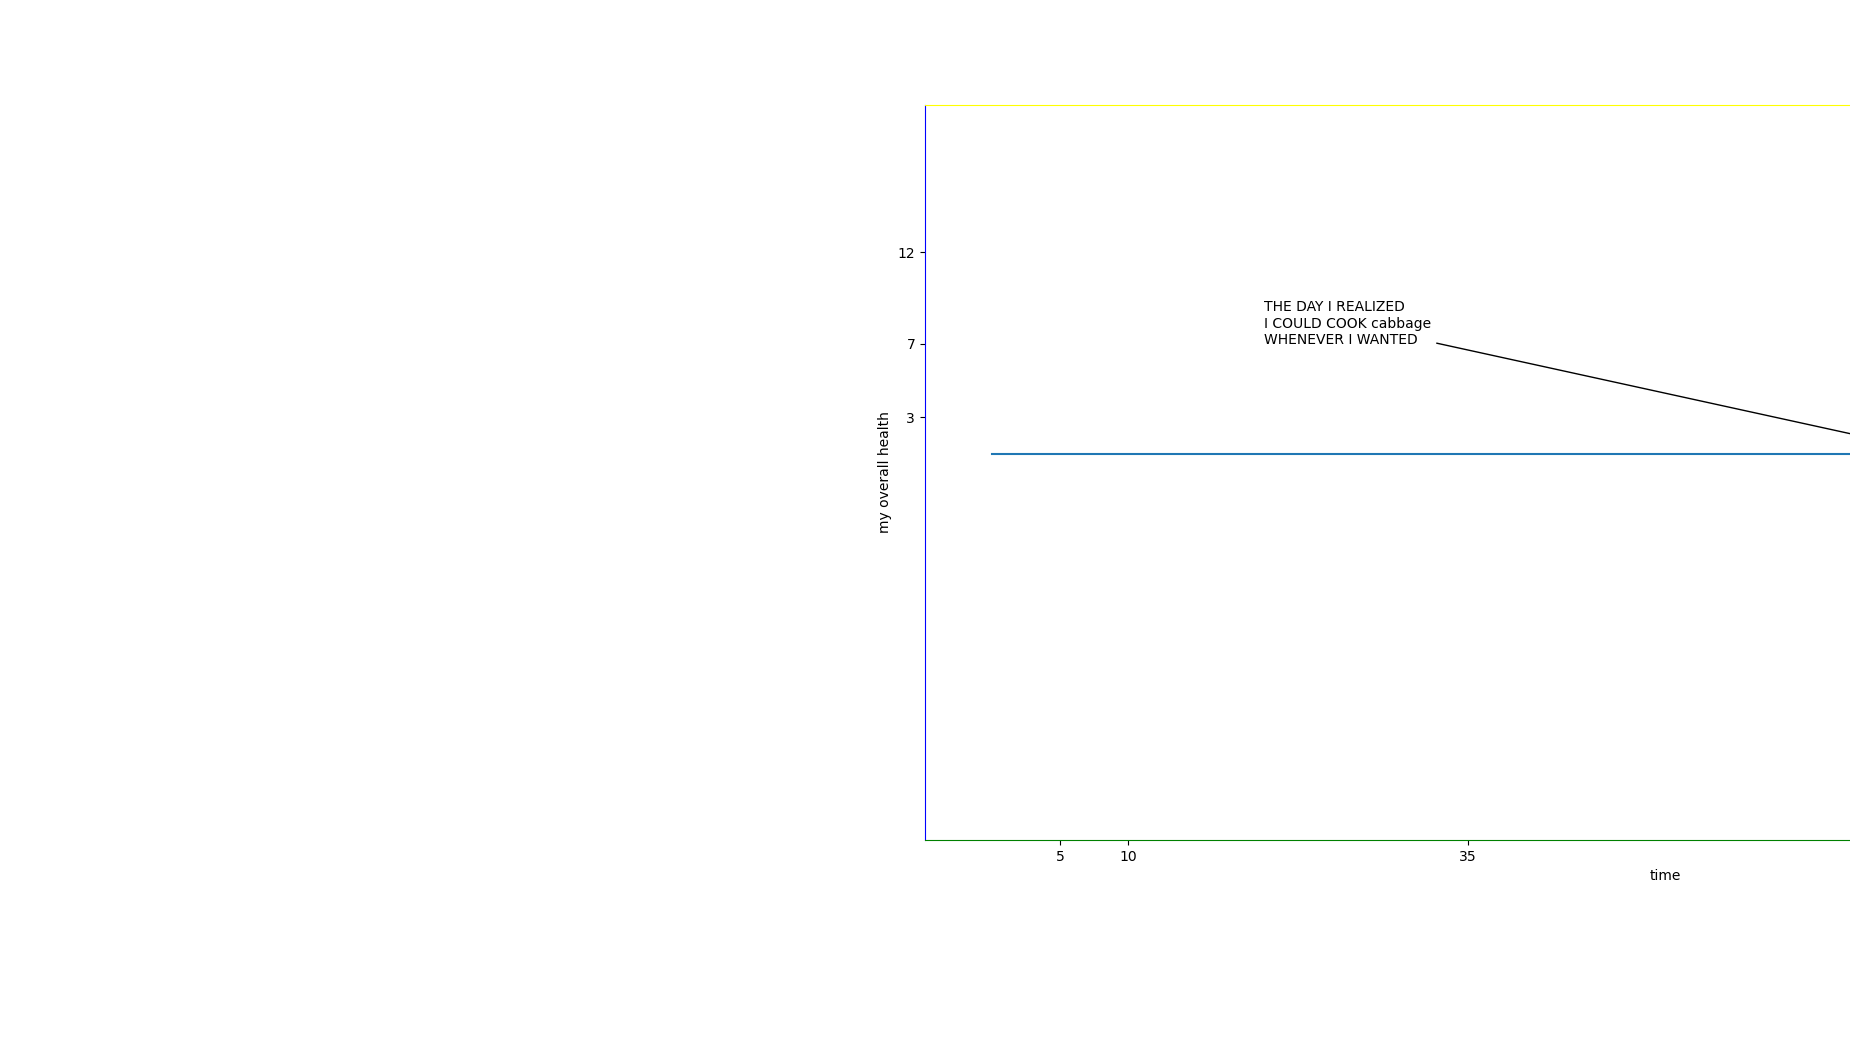 12
7
3
my overall health
THE DAY I REALIZED
I COULD COOK cabbage
WHENEVER I WANTED
5
10
35
time